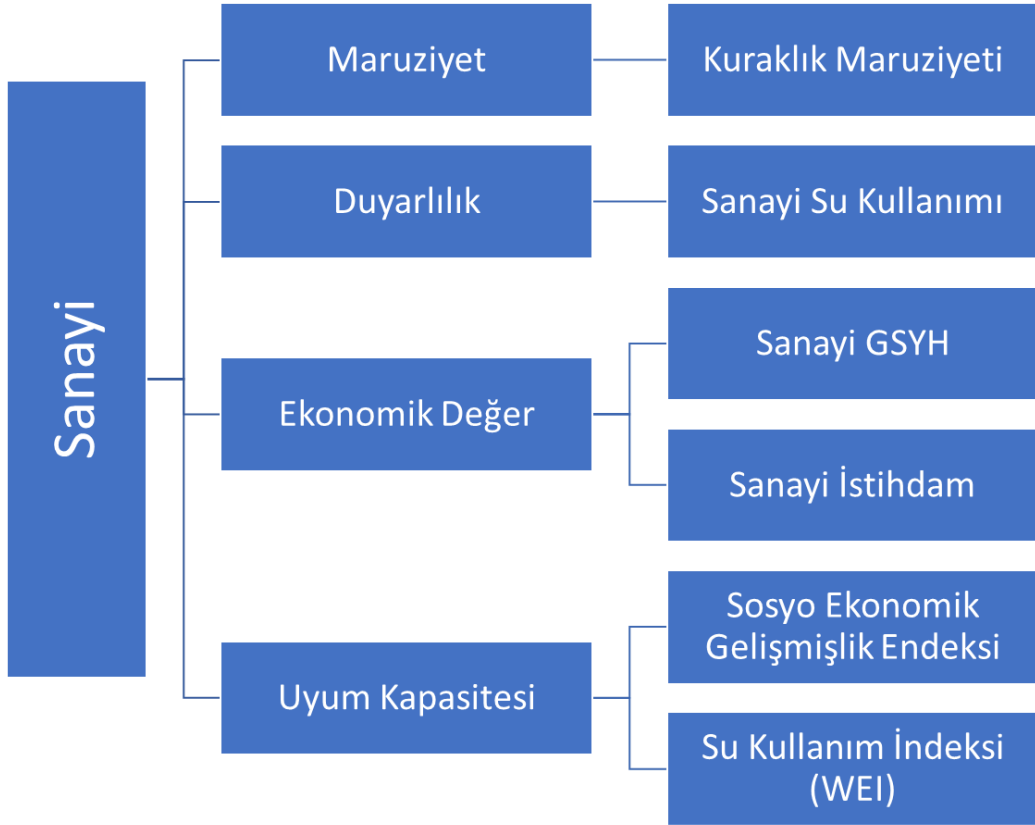 Sanayi
Maruziyet
Kuraklık Maruziyeti
Duyarlılık
Sanayi Su Kullanımı
Ekonomik Değer
Sanayi GSYH
Sanayi İstihdam
Uyum Kapasitesi
Sosyo Ekonomik
Gelişmişlik Endeksi
Su Kullanım İndeksi
(WEI)